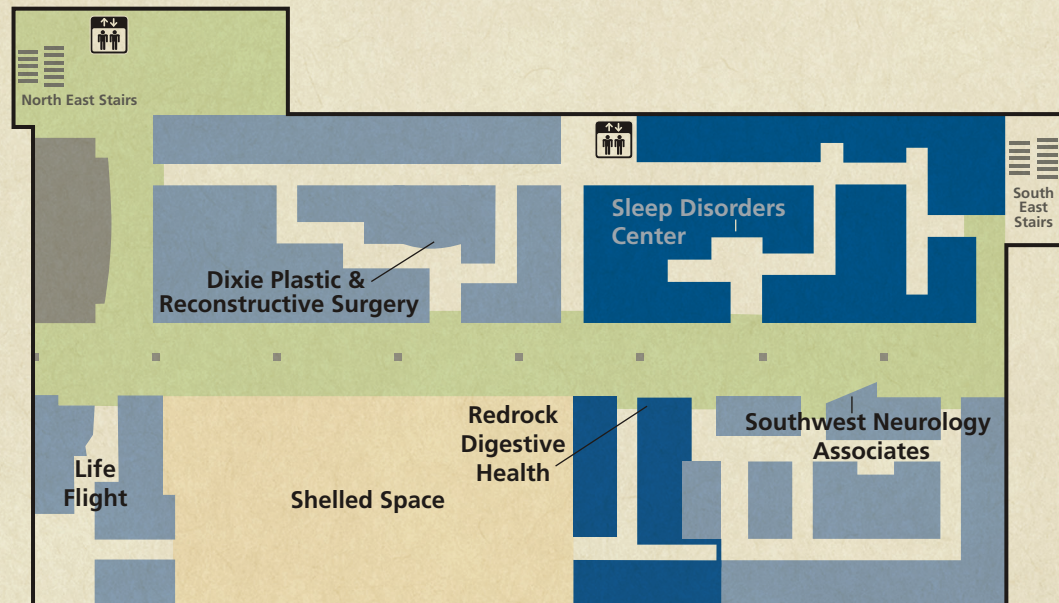 North East Stairs
South
East
Stairs
Sleep Disorders
Center
Dixie Plastic &
Reconstructive Surgery
Redrock
Digestive
Health
Southwest Neurology
Associates
Life
Flight
Shelled Space